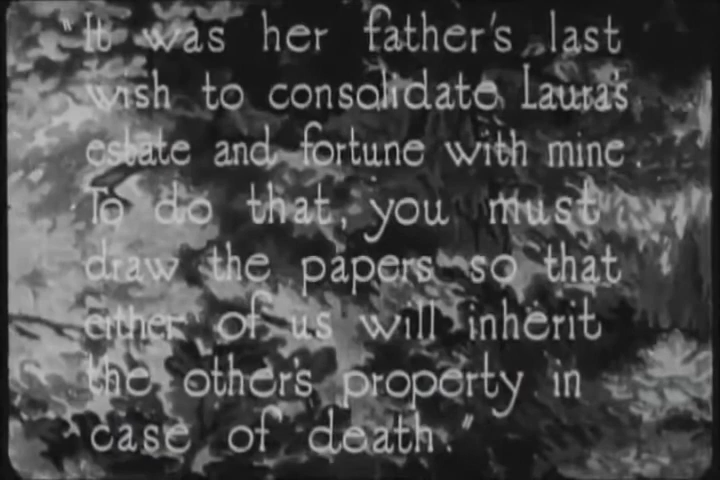 "It was her father's last
wish to consolidate Laura's
estate and fortune with mine.
To do that, you must
draw the papers so that
either of us will inherit
the other's property in
case of death."